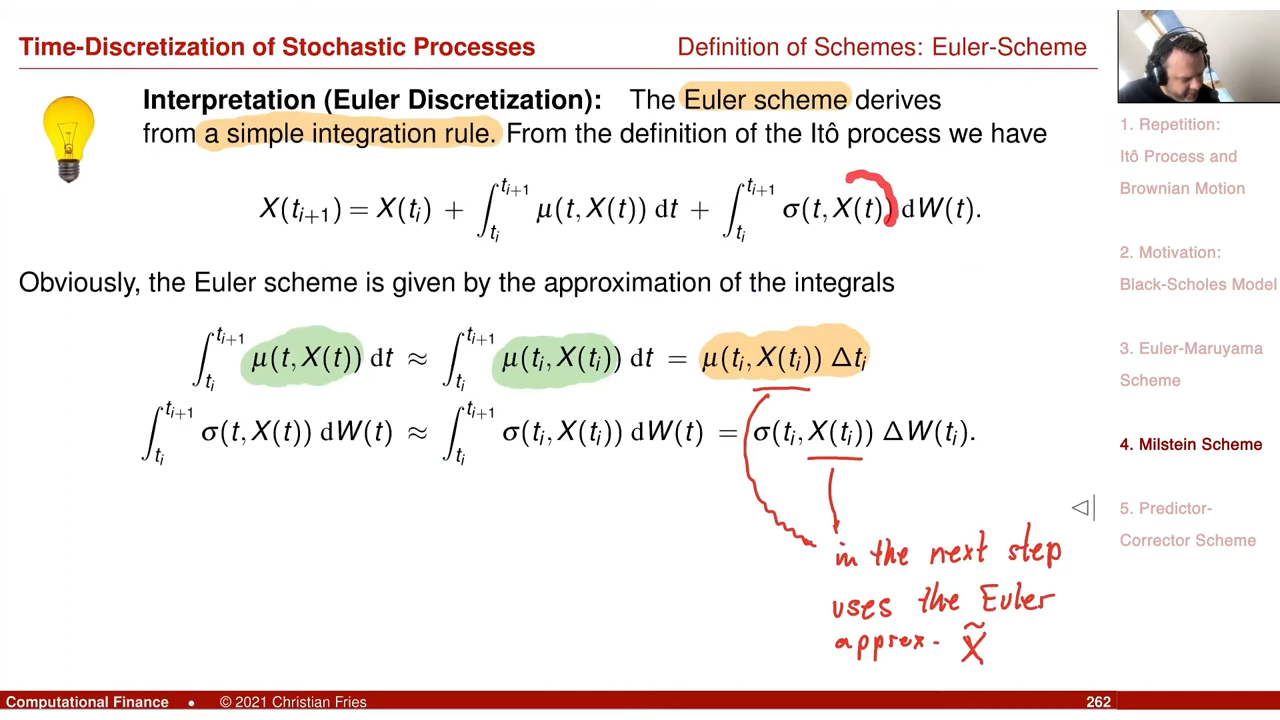 Time-Discretization of Stochastic Processes
Definition of Schemes: Euler-Scheme
Interpretation (Euler Discretization): The Euler scheme derives
from a simple integration rule. From the definition of the Itô process we have
X(t_{i+1}) = X(t_i) + ∫_{t_i}^{t_{i+1}} μ(t, X(t)) dt + ∫_{t_i}^{t_{i+1}} σ(t, X(t)) dW(t).
Obviously, the Euler scheme is given by the approximation of the integrals
∫_{t_i}^{t_{i+1}} μ(t, X(t)) dt ≈ ∫_{t_i}^{t_{i+1}} μ(t_i, X(t_i)) dt = μ(t_i, X(t_i)) Δt_i
∫_{t_i}^{t_{i+1}} σ(t, X(t)) dW(t) ≈ ∫_{t_i}^{t_{i+1}} σ(t_i, X(t_i)) dW(t) = σ(t_i, X(t_i)) ΔW(t_i).
in the next step
uses the Euler
approx. X̃
1. Repetition:
Itô Process and
Brownian Motion
2. Motivation:
Black-Scholes Model
3. Euler-Maruyama
Scheme
4. Milstein Scheme
5. Predictor-
Corrector Scheme
Computational Finance • © 2021 Christian Fries
262